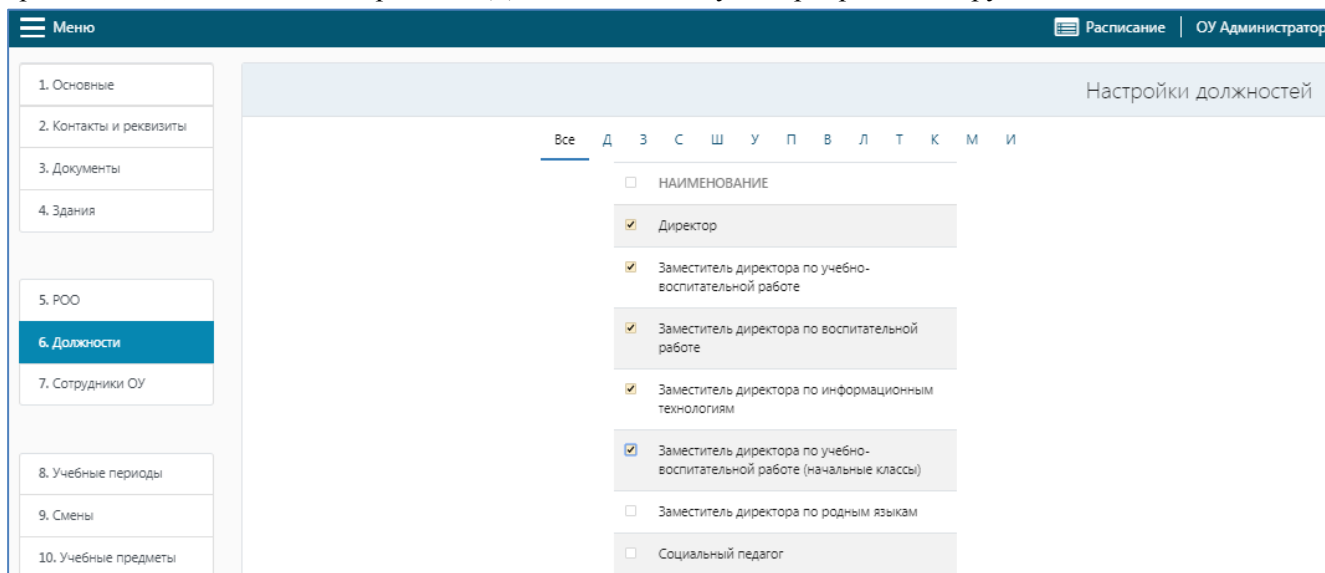 Меню
Расписание
ОУ Администратор
1. Основные
2. Контакты и реквизиты
3. Документы
4. Здания
5. РОО
6. Должности
7. Сотрудники ОУ
8. Учебные периоды
9. Смены
10. Учебные предметы
Настройки должностей
Все Д З С Ш У П В Л Т К М И
НАИМЕНОВАНИЕ
Директор
Заместитель директора по учебно-
воспитательной работе
Заместитель директора по воспитательной
работе
Заместитель директора по информационным
технологиям
Заместитель директора по учебно-
воспитательной работе (начальные классы)
Заместитель директора по родным языкам
Социальный педагог